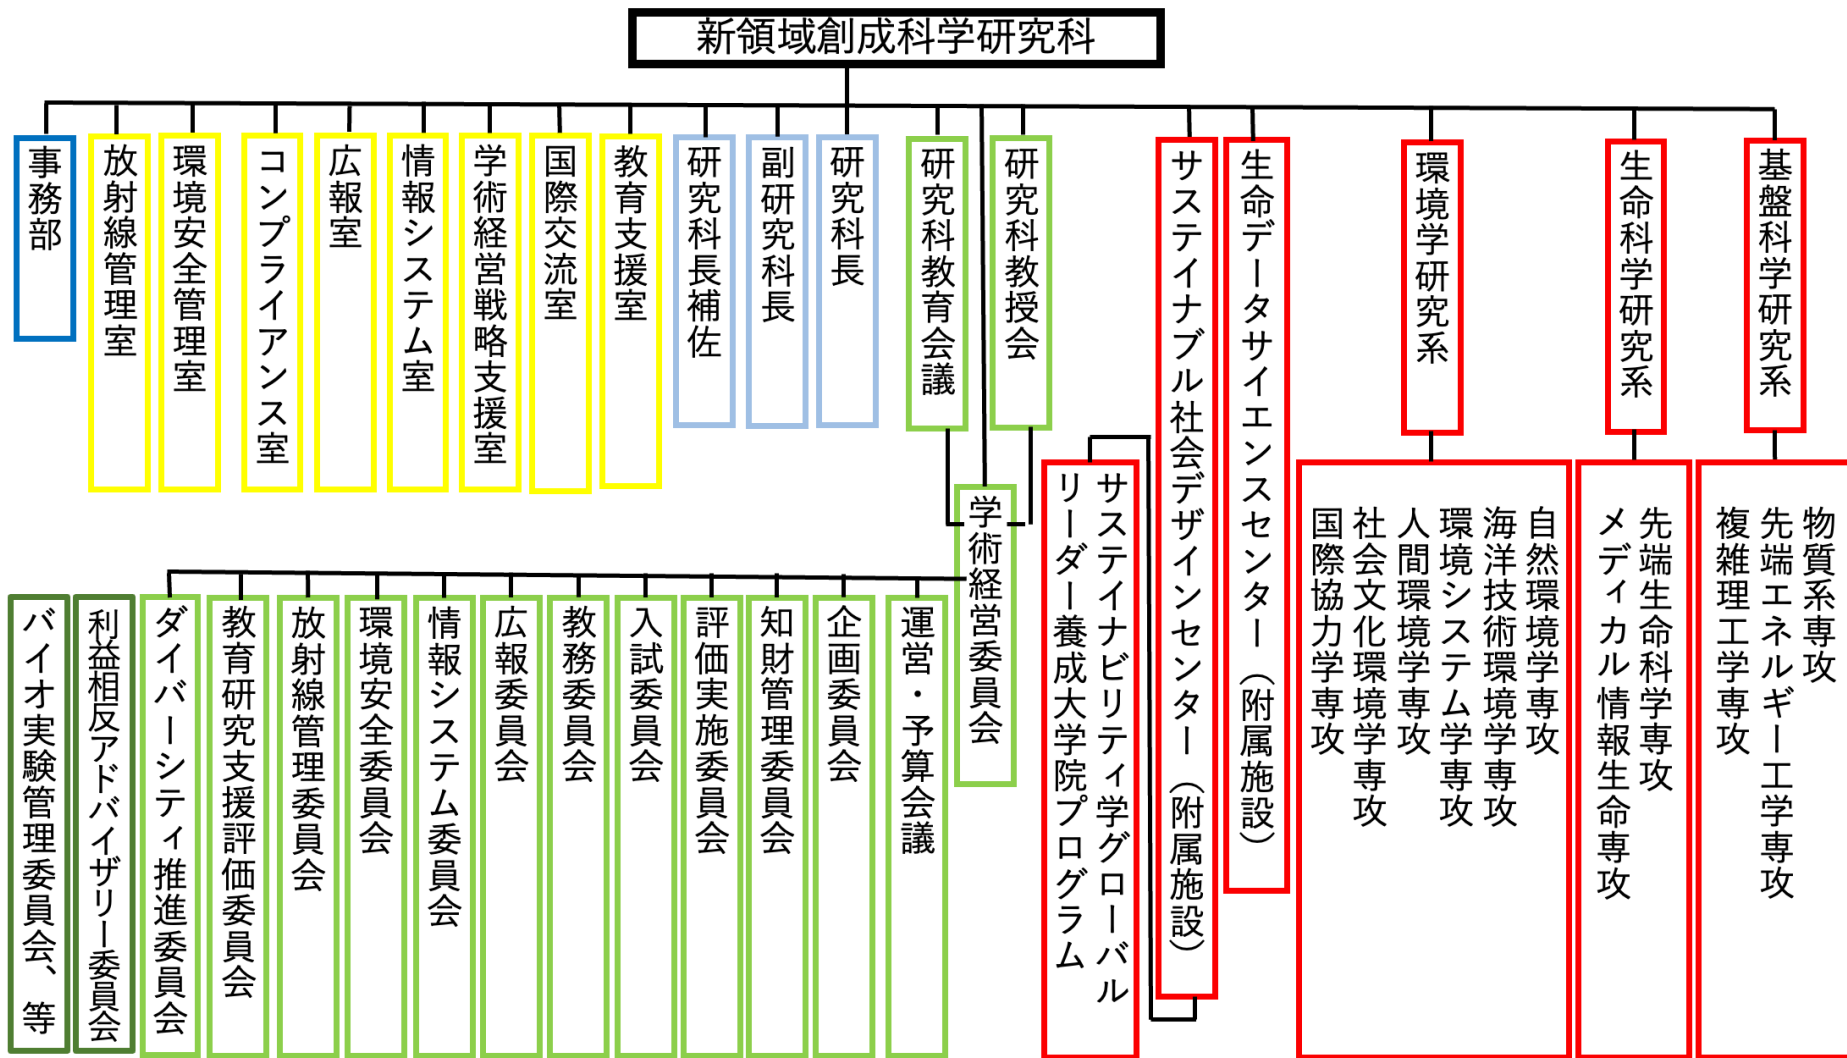 新領域創成科学研究科
基盤科学研究系
生命科学研究系
環境学研究系
生命データサイエンスセンター（附属施設）
サステイナブル社会デザインセンター（附属施設）
研究科教授会
研究科教育会議
研究科長
副研究科長
研究科長補佐
教育支援室
国際交流室
学術経営戦略支援室
情報システム室
広報室
コンプライアンス室
環境安全管理室
放射線管理室
事務部
物質系専攻
先端エネルギー工学専攻
複雑理工学専攻
先端生命科学専攻
メディカル情報生命専攻
自然環境学専攻
海洋技術環境学専攻
環境システム学専攻
人間環境学専攻
社会文化環境学専攻
国際協力学専攻
サステイナビリティ学グローバル
リーダー養成大学院プログラム
学術経営委員会
運営・予算会議
企画委員会
知財管理委員会
評価実施委員会
入試委員会
教務委員会
広報委員会
情報システム委員会
環境安全委員会
放射線管理委員会
教育研究支援評価委員会
ダイバーシティ推進委員会
利益相反アドバイザリー委員会
バイオ実験管理委員会、等